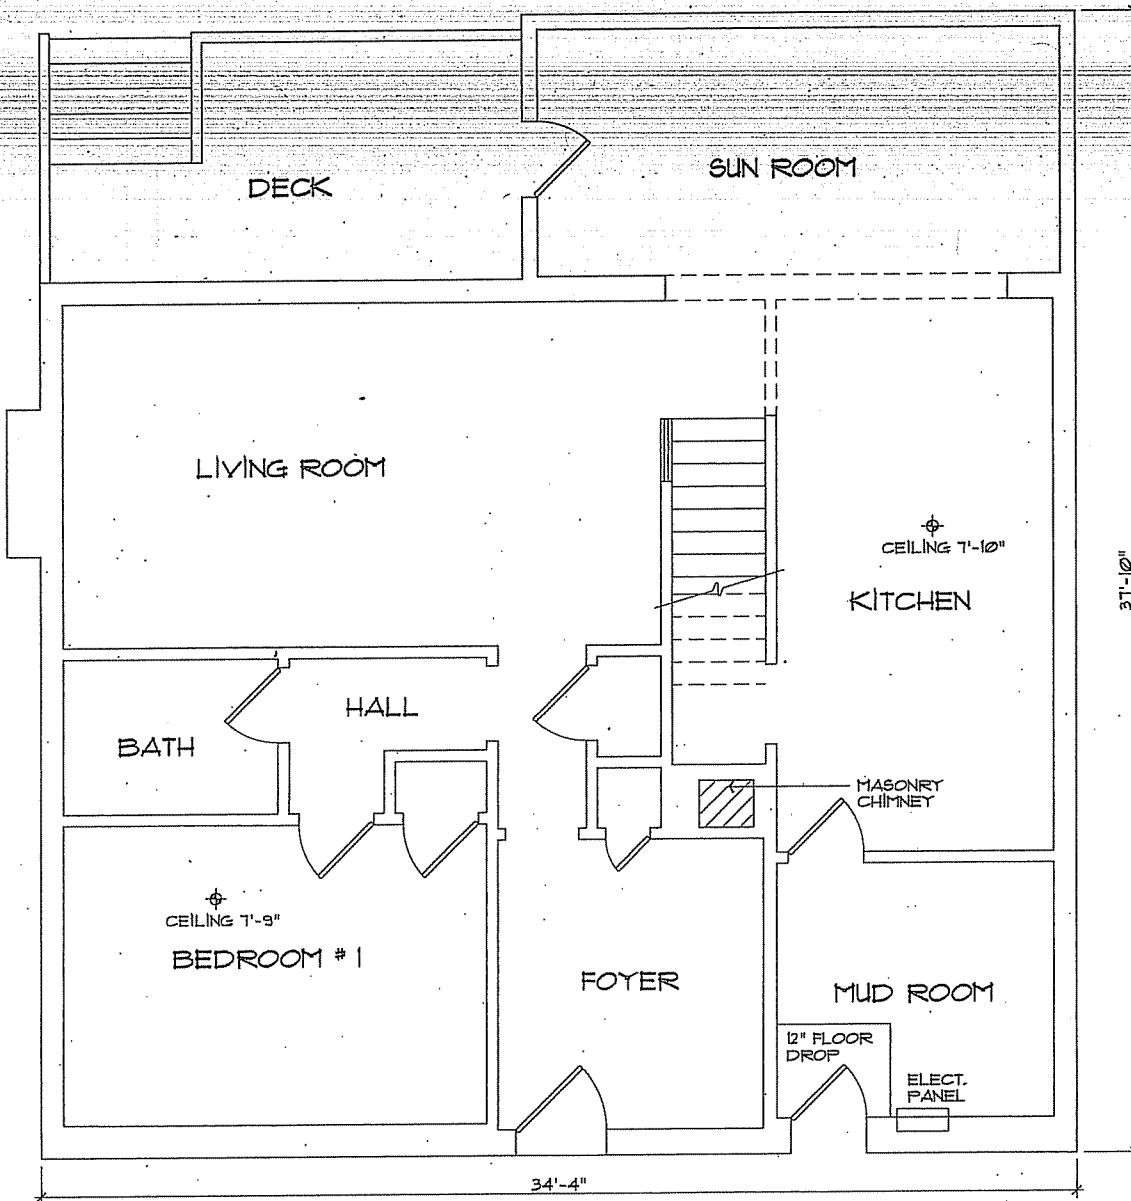 SUN ROOM
DECK
LIVING ROOM
CEILING 7'-10"
KITCHEN
37'-10"
HALL
BATH
MASONRY
CHIMNEY
CEILING 7'-9"
BEDROOM #1
FOYER
MUD ROOM
12" FLOOR
DROP
ELECT.
PANEL
34'-4"